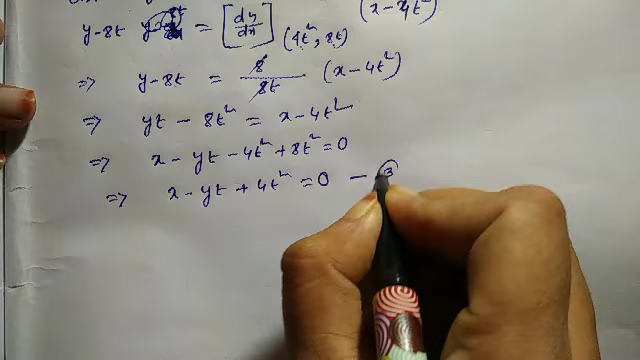 (x-4t²)
y-8t = [dy/dx] (4t², 8t)
=> y-8t = 8/8t (x-4t²)
=> yt - 8t² = x-4t²
=> x - yt - 4t² + 8t² = 0
=> x - yt + 4t² = 0 - ③